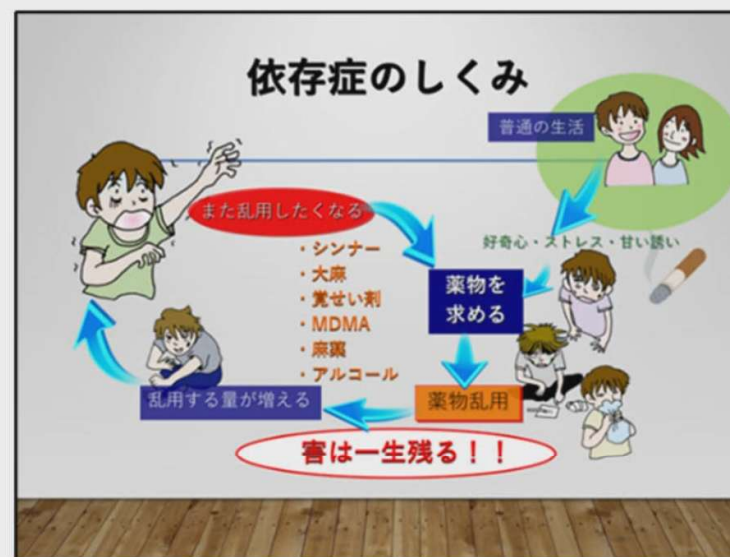 依存症のしくみ
普通の生活
また乱用したくなる
好奇心・ストレス・甘い誘い
・シンナー
・大麻
・覚せい剤
・MDMA
・麻薬
・アルコール
薬物を
求める
乱用する量が増える
薬物乱用
害は一生残る！！